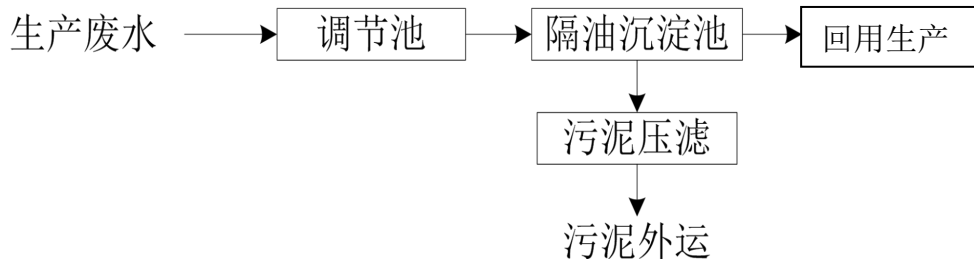 生产废水
调节池
隔油沉淀池
回用生产
污泥压滤
污泥外运